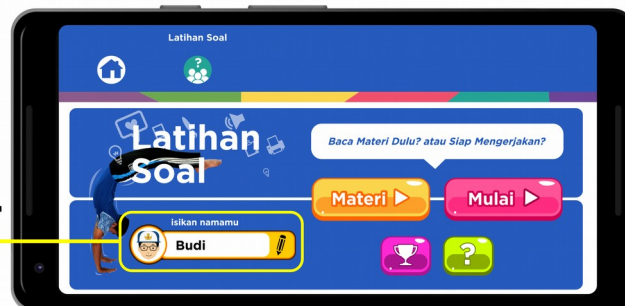 Latihan Soal
Latihan
Soal
Baca Materi Dulu? atau Siap Mengerjakan?
Materi
Mulai
isikan namamu
Budi
?